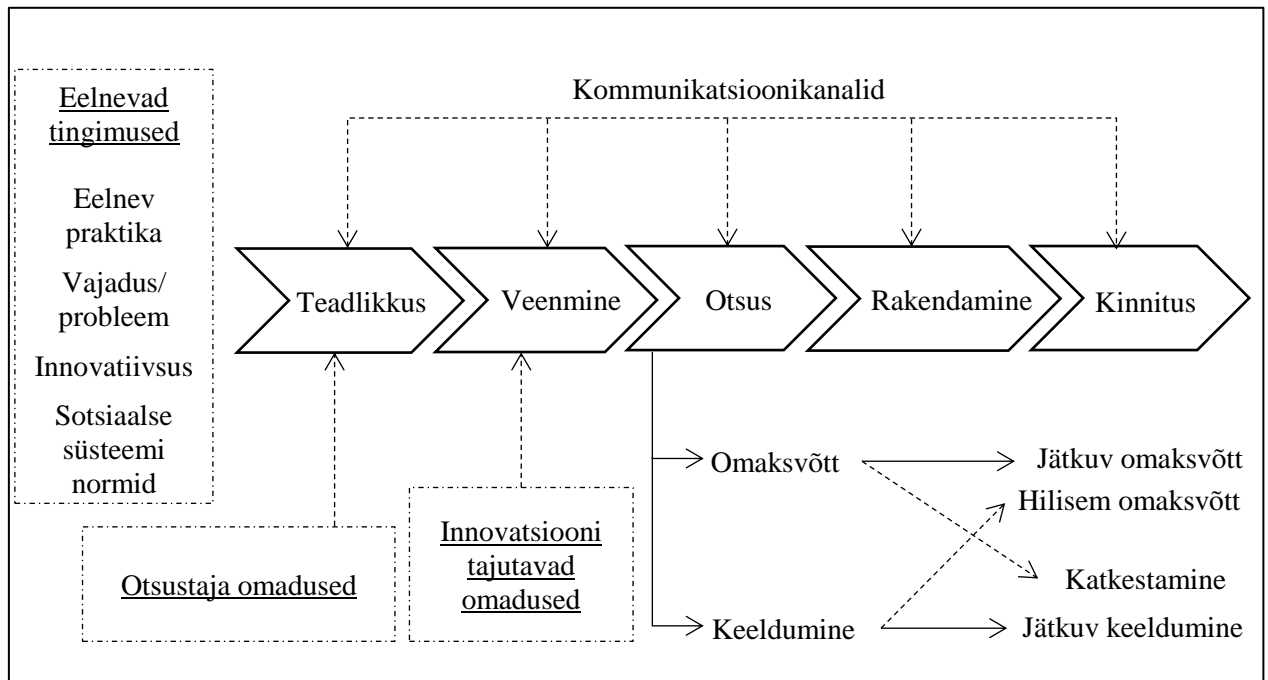 Eelnevad
tingimused
Eelnev
praktika
Vajadus/
probleem
Innovatiivsus
Sotsiaalse
süsteemi
normid
Kommunikatsioonikanalid
Teadlikkus
Veenmine
Otsus
Rakendamine
Kinnitus
Otsustaja omadused
Innovatsiooni
tajutavad
omadused
Omaksvõtt
Keeldumine
Jätkuv omaksvõtt
Hilisem omaksvõtt
Katkestamine
Jätkuv keeldumine